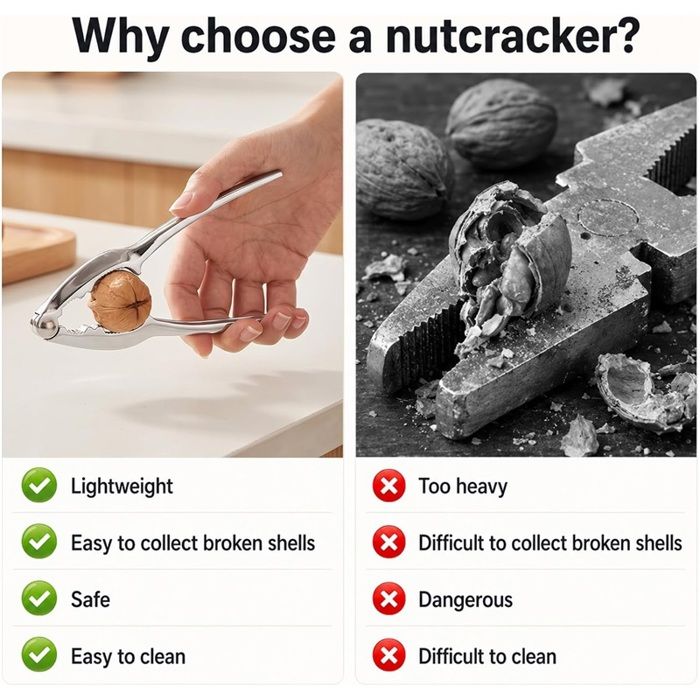 Why choose a nutcracker?
Lightweight
Easy to collect broken shells
Safe
Easy to clean
Too heavy
Difficult to collect broken shells
Dangerous
Difficult to clean